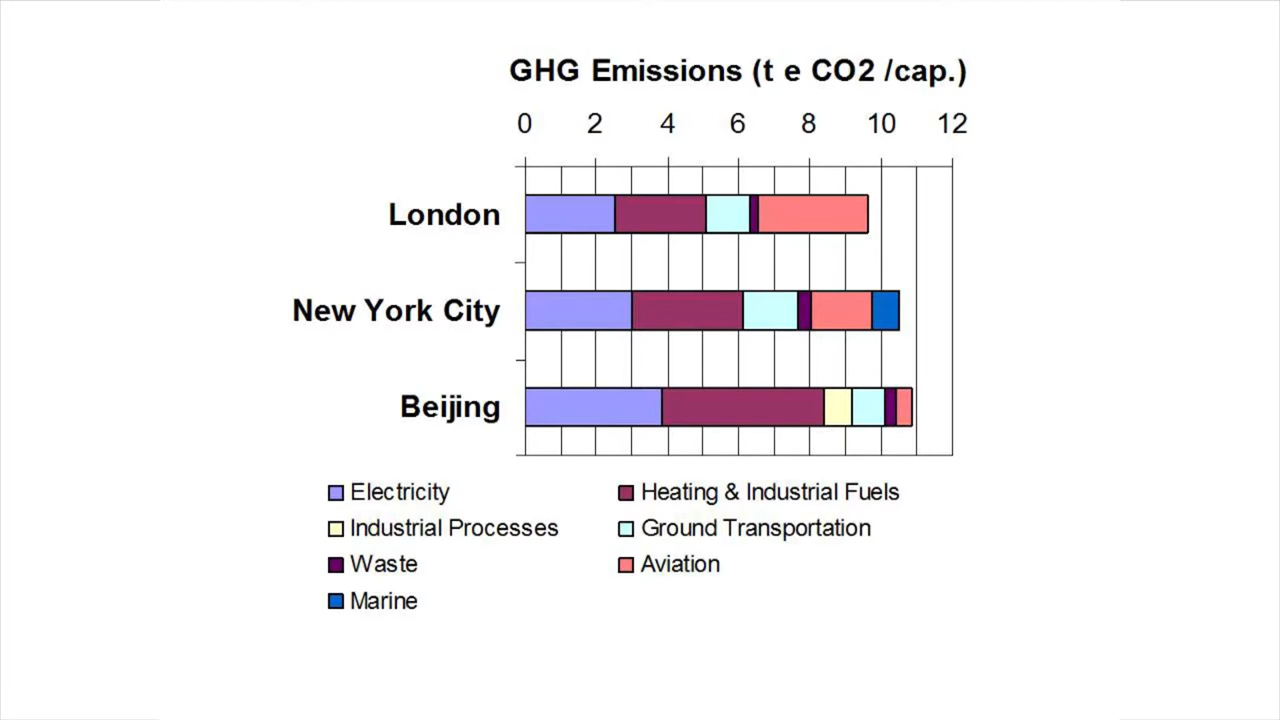 GHG Emissions (t e CO2 /cap.)
0 2 4 6 8 10 12
London
New York City
Beijing
Electricity Heating & Industrial Fuels
Industrial Processes Ground Transportation
Waste Aviation
Marine